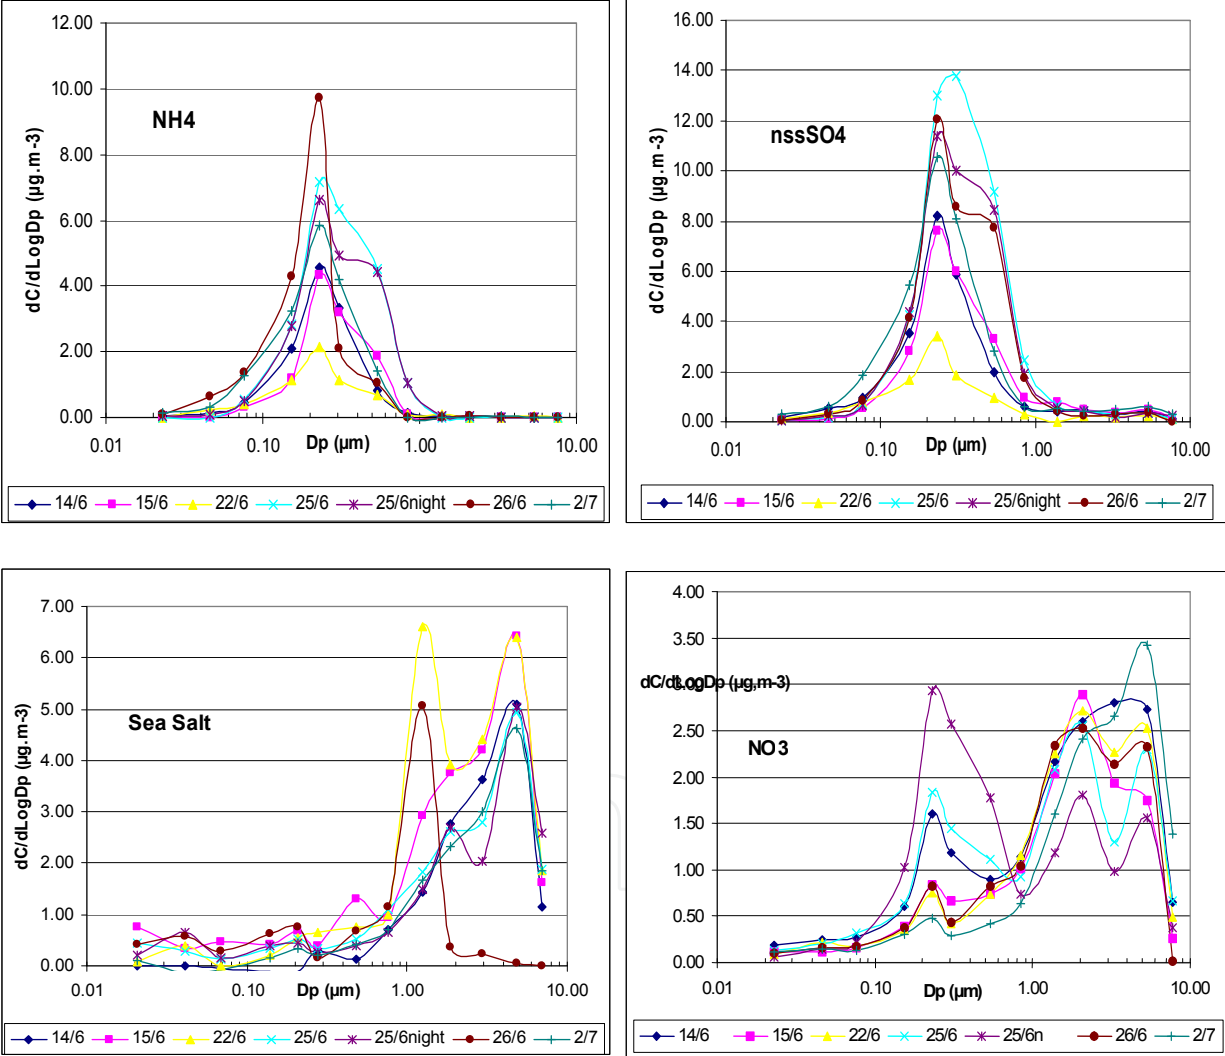 12.00
10.00
8.00
6.00
4.00
2.00
0.00
dC/dLogDp (µg.m-3)
NH4
0.01 0.10 1.00 10.00
Dp (µm)
14/6 15/6 22/6 25/6 25/6night 26/6 2/7
16.00
14.00
12.00
10.00
8.00
6.00
4.00
2.00
0.00
dC/dLogDp (µg.m-3)
nssSO4
0.01 0.10 1.00 10.00
Dp (µm)
14/6 15/6 22/6 25/6 25/6night 26/6 2/7
7.00
6.00
5.00
4.00
3.00
2.00
1.00
0.00
dC/dLogDp (µg.m-3)
Sea Salt
0.01 0.10 1.00 10.00
Dp (µm)
14/6 15/6 22/6 25/6 25/6night 26/6 2/7
4.00
3.50
3.00
2.50
2.00
1.50
1.00
0.50
0.00
dC/dLogDp (µg,m-3)
NO3
0.01 0.10 1.00 10.00
Dp (µm)
14/6 15/6 22/6 25/6 25/6n 26/6 2/7